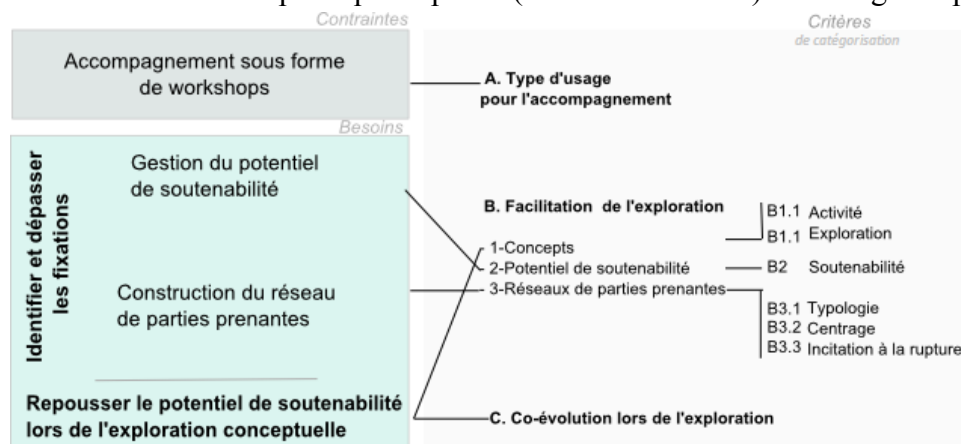 Contraintes
Critères
de catégorisation
Accompagnement sous forme
de workshops
A. Type d'usage
pour l'accompagnement
Besoins
Identifier et dépasser
les fixations
Gestion du potentiel
de soutenabilité
Construction du réseau
de parties prenantes
Repousser le potentiel de soutenabilité
lors de l'exploration conceptuelle
B. Facilitation de l'exploration
1-Concepts
2-Potentiel de soutenabilité
3-Réseaux de parties prenantes
B1.1 Activité
B1.1 Exploration
B2 Soutenabilité
B3.1 Typologie
B3.2 Centrage
B3.3 Incitation à la rupture
C. Co-évolution lors de l'exploration